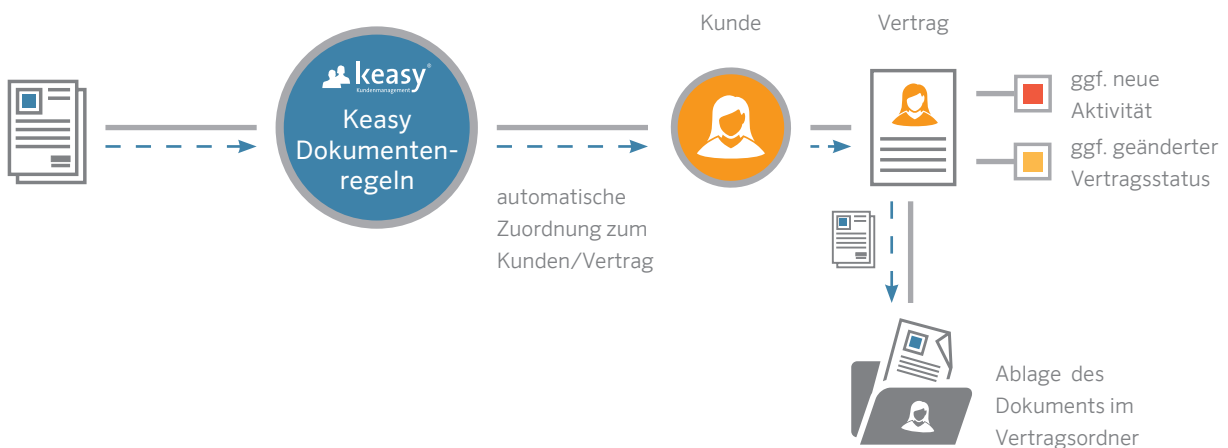 keasy®
Kundenmanagement
Keasy
Dokumenten-
regeln
automatische
Zuordnung zum
Kunden/Vertrag
Kunde
Vertrag
ggf. neue
Aktivität
ggf. geänderter
Vertragsstatus
Ablage des
Dokuments im
Vertragsordner